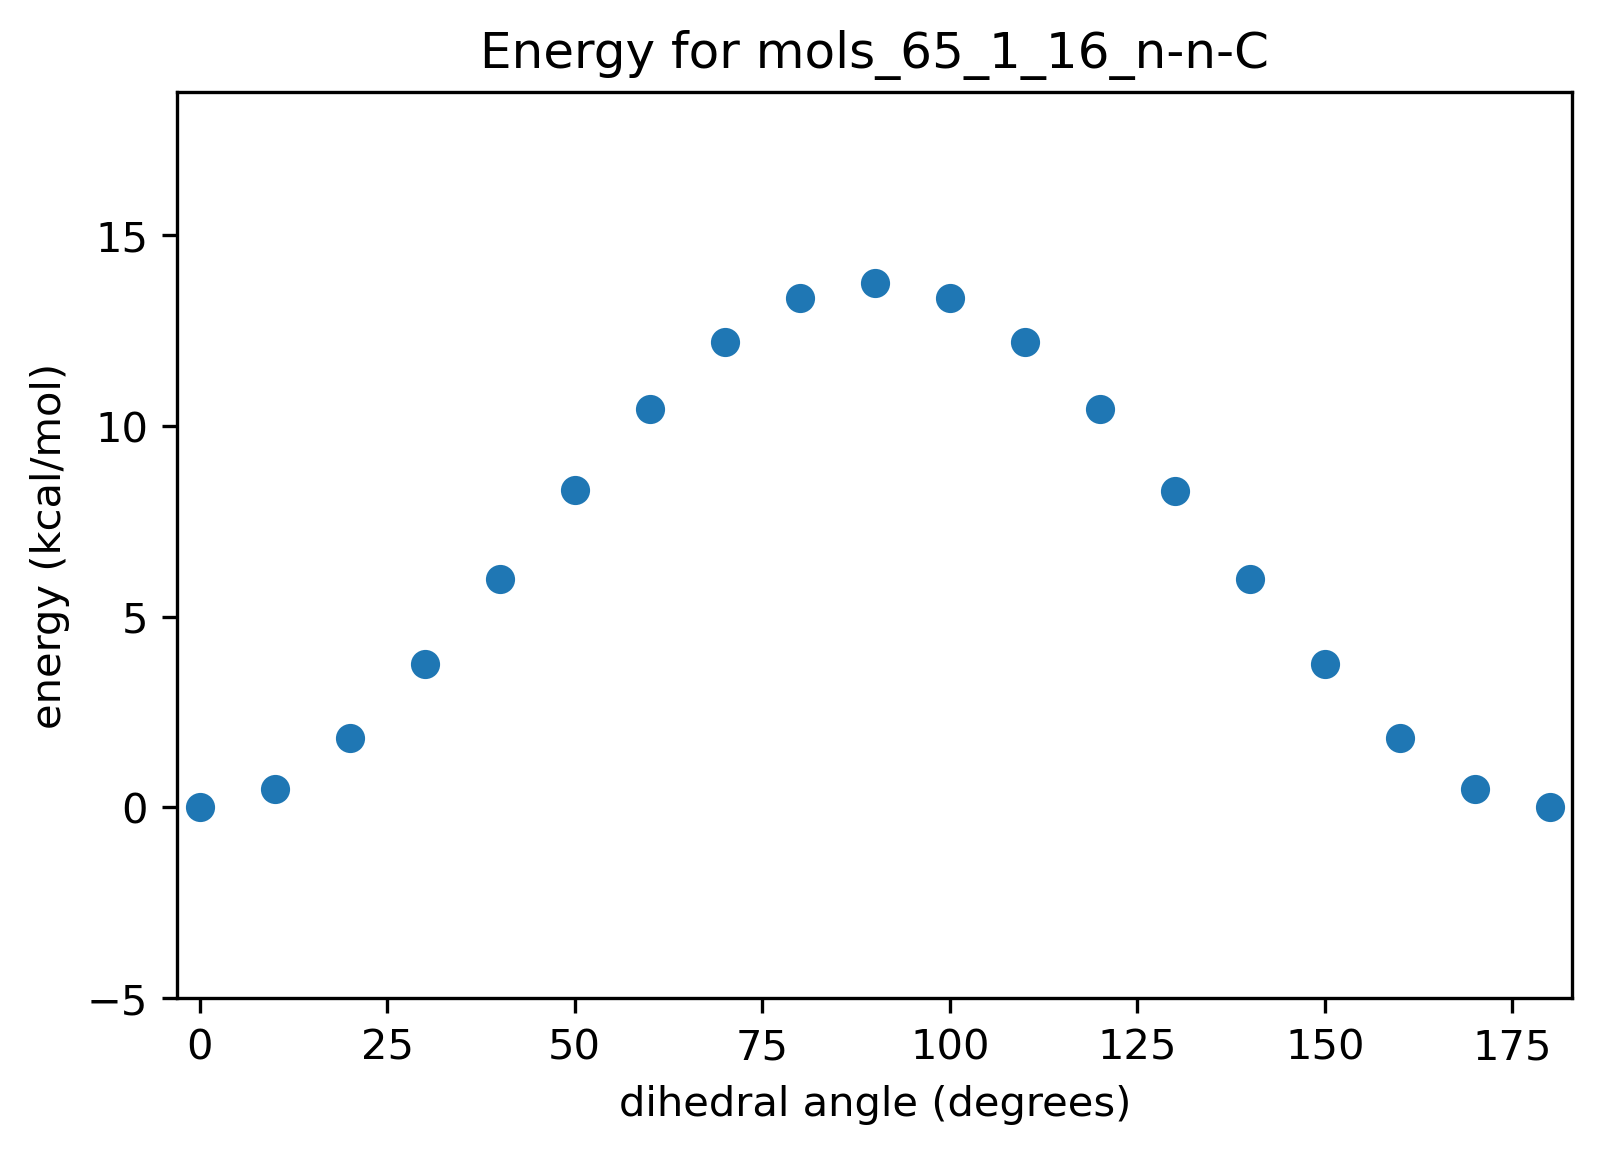 Energy for mols_65_1_16_n-n-C
energy (kcal/mol)
15
10
5
0
−5
0 25 50 75 100 125 150 175
dihedral angle (degrees)